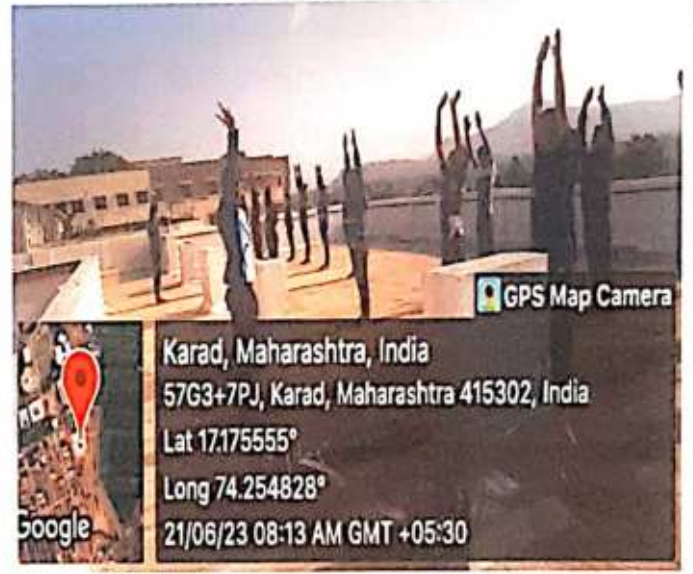 GPS Map Camera
Karad, Maharashtra, India
57G3+7PJ, Karad, Maharashtra 415302, India
Lat 17.175555°
Long 74.254828°
Google
21/06/23 08:13 AM GMT +05:30